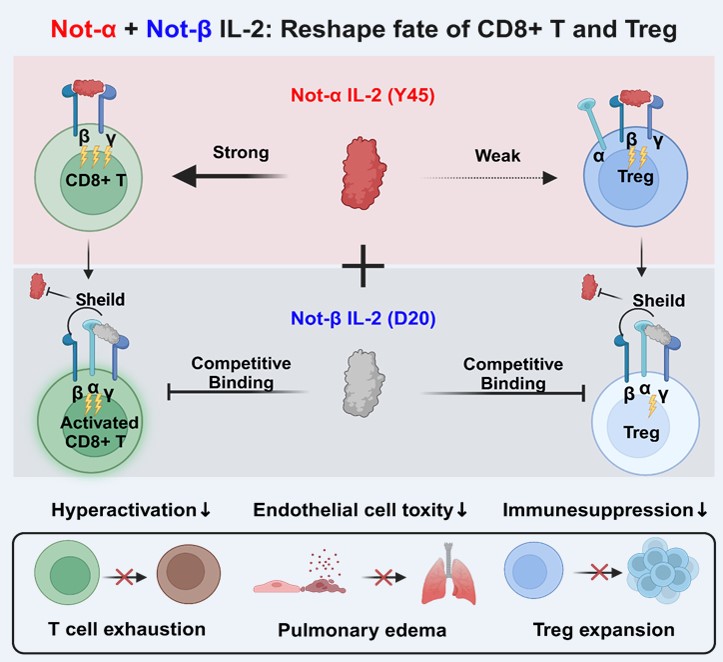 Not-α + Not-β IL-2: Reshape fate of CD8+ T and Treg
Not-α IL-2 (Y45)
β γ
CD8+ T
Strong
Weak
α β γ
Treg
Sheild
Sheild
Not-β IL-2 (D20)
Competitive
Binding
Competitive
Binding
β α γ
Activated
CD8+ T
β α γ
Treg
Hyperactivation↓
Endothelial cell toxity↓
Immunesuppression↓
T cell exhaustion
Pulmonary edema
Treg expansion